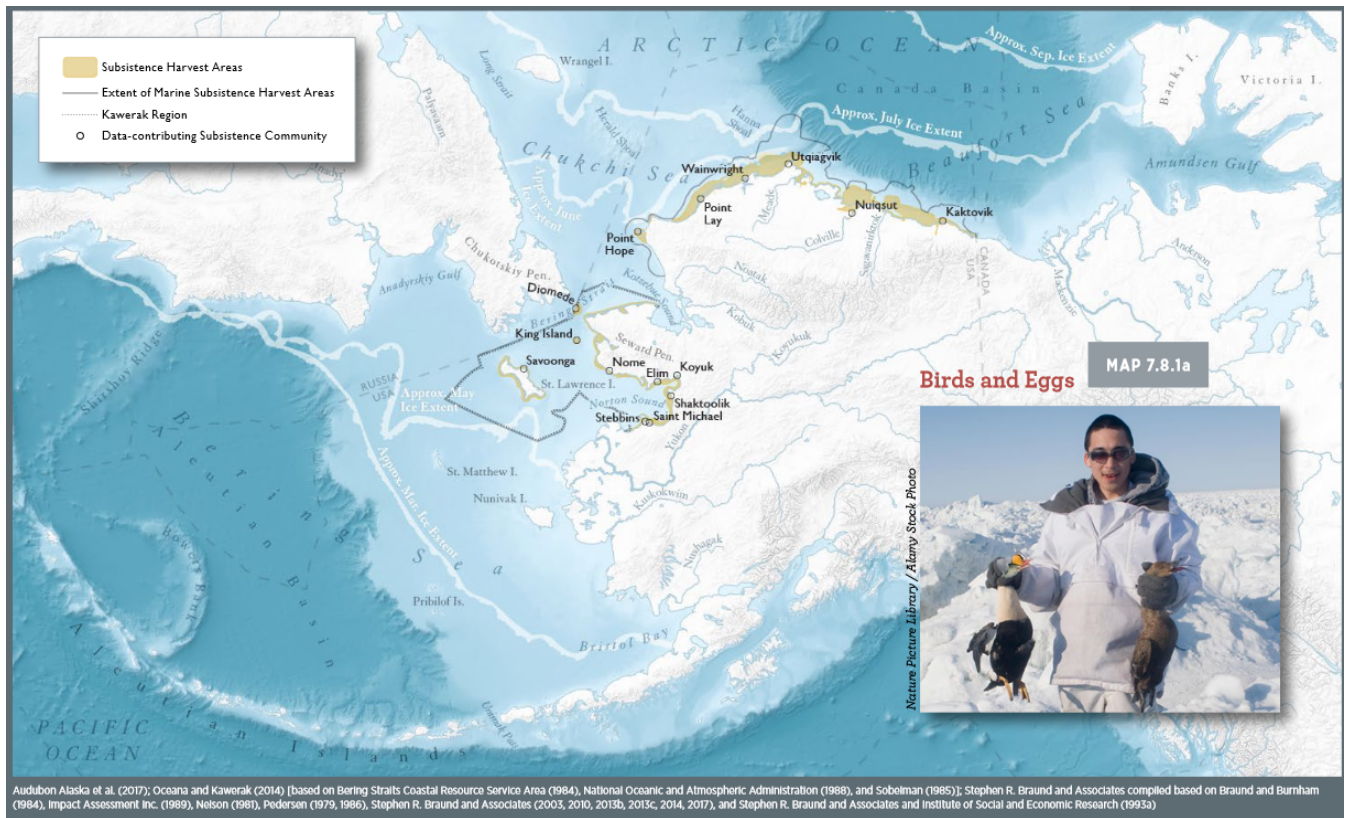 Subsistence Harvest Areas
Extent of Marine Subsistence Harvest Areas
Kawerak Region
Data-contributing Subsistence Community
ARCTIC OCEAN
Approx. Sep. Ice Extent
Wrangel I.
Long Strait
Banks I.
Victoria I.
Canada Basin
Palyavaam
Herald Shoal
Hanna Shoal
Approx. July Ice Extent
Beaufort Sea
Chukchi Sea
Amundsen Gulf
Utqiagvik
Wainwright
Approx. June
Ice Extent
Point
Lay
Meade
Nuiqsut
Kaktovik
Point
Hope
Colville
Sagavanirktok
Anderson
Chukotskiy Pen.
CANADA
USA
Mackenzie
Anadyrskiy Gulf
Noatak
Kotzebue Sound
Diomede
Bering Strait
Kobuk
Koyukuk
King Island
Seward Pen.
Savoonga
Nome
Koyuk
Elim
MAP 7.8.1a
Birds and Eggs
Shirshov Ridge
RUSSIA
USA
Approx. May
Ice Extent
St. Lawrence I.
Norton Sound
Shaktoolik
Stebbins
Saint Michael
Yukon
Aleutian Basin
Bering Sea
St. Matthew I.
Nunivak I.
Kuskokwim
Approx. Mar. Ice Extent
Nushagak
Bowers Bank
Pribilof Is.
Bristol Bay
Unimak Pass
Aleutian Islands
PACIFIC
OCEAN
Nature Picture Library / Alamy Stock Photo
Audubon Alaska et al. (2017); Oceana and Kawerak (2014) [based on Bering Straits Coastal Resource Service Area (1984), National Oceanic and Atmospheric Administration (1988), and Sobelman (1985)]; Stephen R. Braund and Associates compiled based on Braund and Burnham
(1984), Impact Assessment Inc. (1989), Nelson (1981), Pedersen (1979, 1986), Stephen R. Braund and Associates (2003, 2010, 2013b, 2013c, 2014, 2017), and Stephen R. Braund and Associates and Institute of Social and Economic Research (1993a)